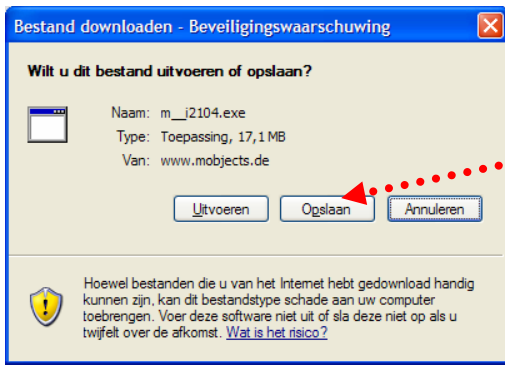 Bestand downloaden - Beveiligingswaarschuwing
Wilt u dit bestand uitvoeren of opslaan?
Naam: m__i2104.exe
Type: Toepassing, 17,1 MB
Van: www.mobjects.de
Uitvoeren Opslaan Annuleren
Hoewel bestanden die u van het Internet hebt gedownload handig
kunnen zijn, kan dit bestandstype schade aan uw computer
toebrengen. Voer deze software niet uit of sla deze niet op als u
twijfelt over de afkomst. Wat is het risico?